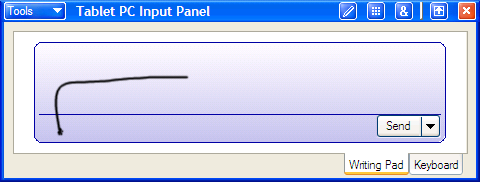 Tools Tablet PC Input Panel &
Send
Writing Pad Keyboard